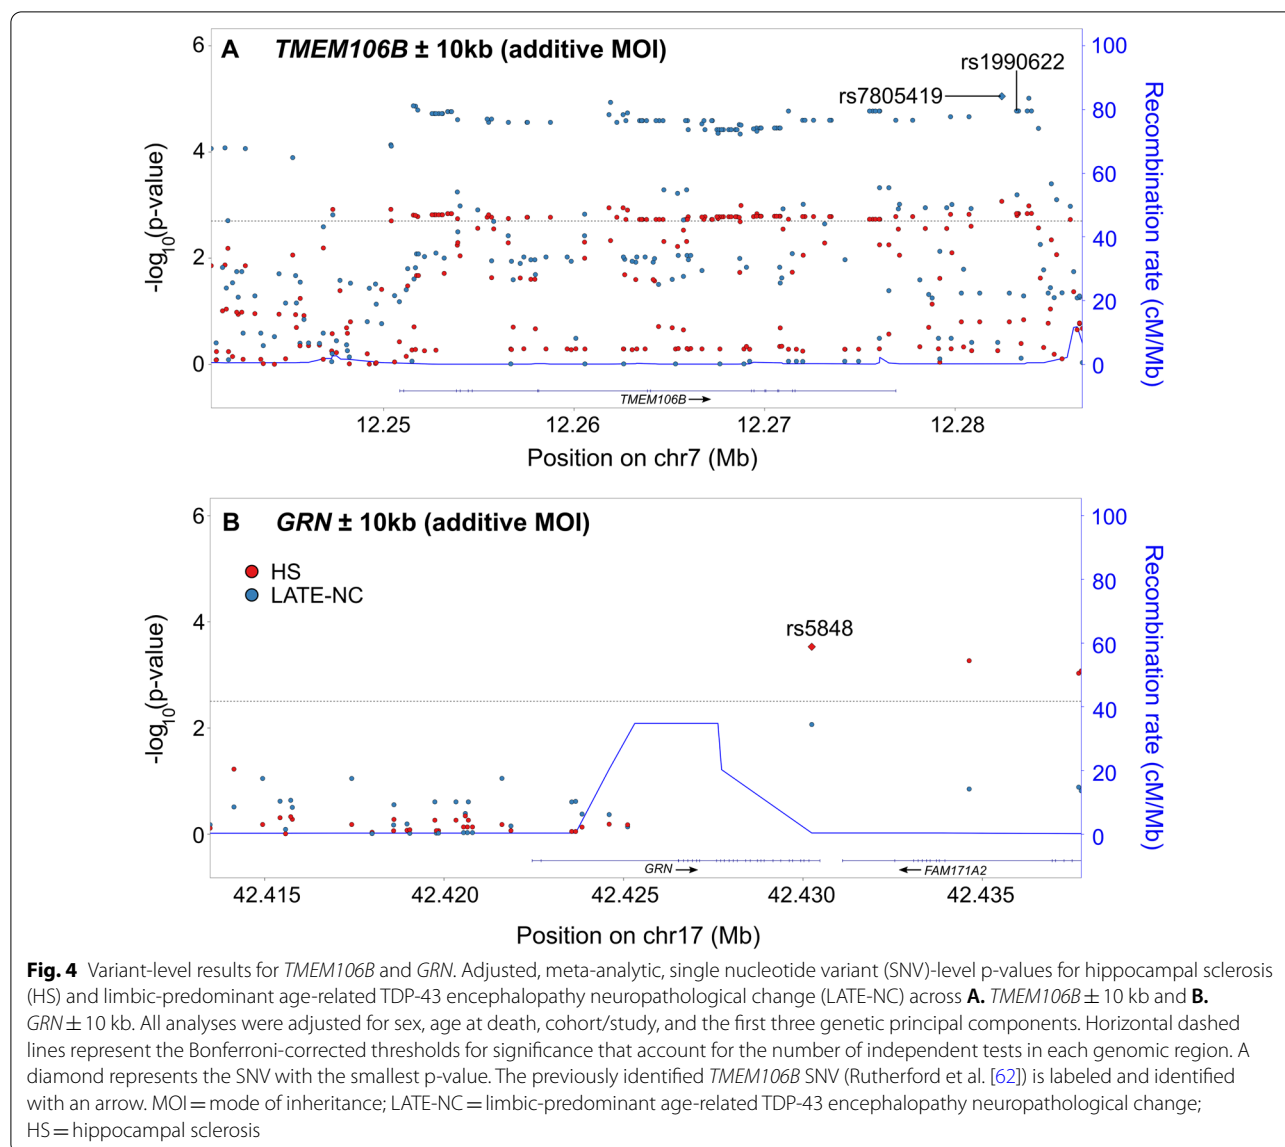 A TMEM106B ± 10kb (additive MOI)
6
4
2
0
-log10(p-value)
100
80
60
40
20
0
Recombination rate (cM/Mb)
rs1990622
rs7805419
TMEM106B
12.25 12.26 12.27 12.28
Position on chr7 (Mb)
B GRN ± 10kb (additive MOI)
6
4
2
0
-log10(p-value)
100
80
60
40
20
0
Recombination rate (cM/Mb)
HS
LATE-NC
rs5848
GRN
FAM171A2
42.415 42.420 42.425 42.430 42.435
Position on chr17 (Mb)
Fig. 4 Variant-level results for TMEM106B and GRN. Adjusted, meta-analytic, single nucleotide variant (SNV)-level p-values for hippocampal sclerosis
(HS) and limbic-predominant age-related TDP-43 encephalopathy neuropathological change (LATE-NC) across A. TMEM106B ± 10 kb and B.
GRN ± 10 kb. All analyses were adjusted for sex, age at death, cohort/study, and the first three genetic principal components. Horizontal dashed
lines represent the Bonferroni-corrected thresholds for significance that account for the number of independent tests in each genomic region. A
diamond represents the SNV with the smallest p-value. The previously identified TMEM106B SNV (Rutherford et al. [62]) is labeled and identified
with an arrow. MOI = mode of inheritance; LATE-NC = limbic-predominant age-related TDP-43 encephalopathy neuropathological change;
HS = hippocampal sclerosis